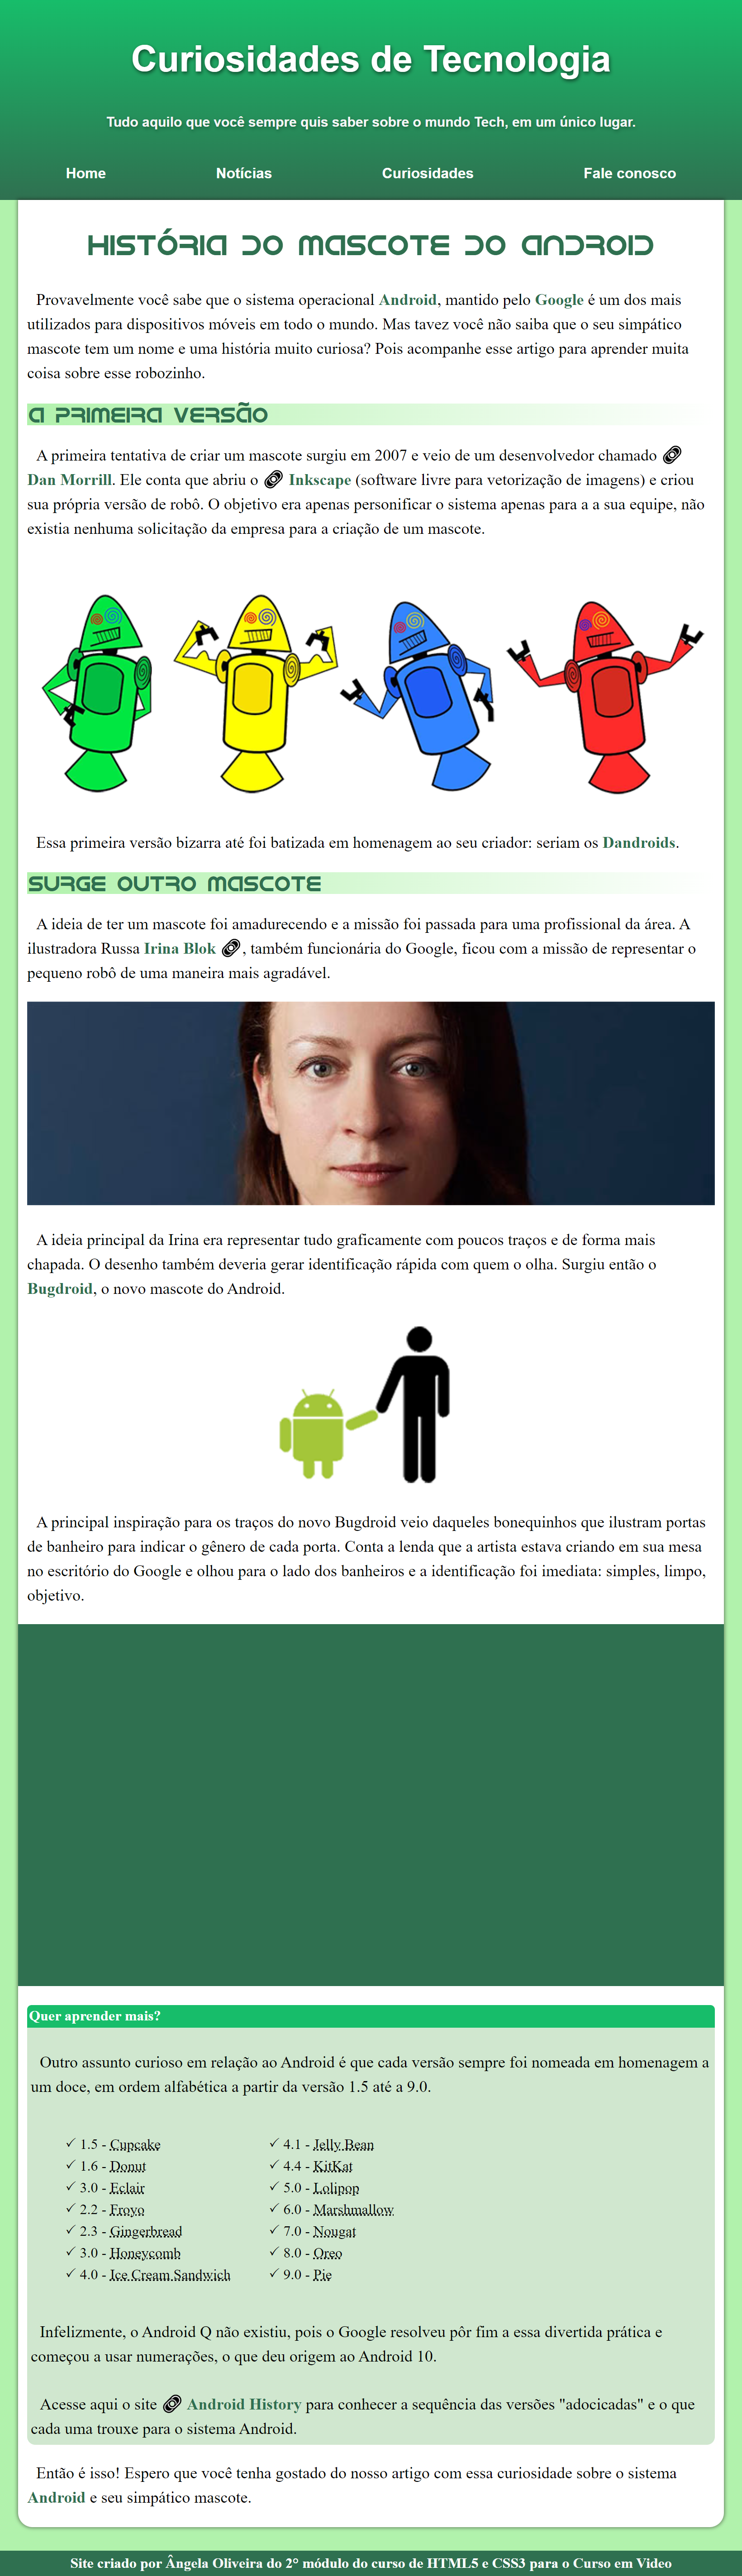 Curiosidades de Tecnologia
Tudo aquilo que você sempre quis saber sobre o mundo Tech, em um único lugar.
Home Notícias Curiosidades Fale conosco
História do mascote do Android
Provavelmente você sabe que o sistema operacional Android, mantido pelo Google é um dos mais
utilizados para dispositivos móveis em todo o mundo. Mas tavez você não saiba que o seu simpático
mascote tem um nome e uma história muito curiosa? Pois acompanhe esse artigo para aprender muita
coisa sobre esse robozinho.
A primeira versão
A primeira tentativa de criar um mascote surgiu em 2007 e veio de um desenvolvedor chamado
Dan Morrill. Ele conta que abriu o Inkscape (software livre para vetorização de imagens) e criou
sua própria versão de robô. O objetivo era apenas personificar o sistema apenas para a a sua equipe, não
existia nenhuma solicitação da empresa para a criação de um mascote.
Essa primeira versão bizarra até foi batizada em homenagem ao seu criador: seriam os Dandroids.
Surge outro mascote
A ideia de ter um mascote foi amadurecendo e a missão foi passada para uma profissional da área. A
ilustradora Russa Irina Blok , também funcionária do Google, ficou com a missão de representar o
pequeno robô de uma maneira mais agradável.
A ideia principal da Irina era representar tudo graficamente com poucos traços e de forma mais
chapada. O desenho também deveria gerar identificação rápida com quem o olha. Surgiu então o
Bugdroid, o novo mascote do Android.
A principal inspiração para os traços do novo Bugdroid veio daqueles bonequinhos que ilustram portas
de banheiro para indicar o gênero de cada porta. Conta a lenda que a artista estava criando em sua mesa
no escritório do Google e olhou para o lado dos banheiros e a identificação foi imediata: simples, limpo,
objetivo.
Quer aprender mais?
Outro assunto curioso em relação ao Android é que cada versão sempre foi nomeada em homenagem a
um doce, em ordem alfabética a partir da versão 1.5 até a 9.0.
✓ 1.5 - Cupcake
✓ 1.6 - Donut
✓ 3.0 - Eclair
✓ 2.2 - Froyo
✓ 2.3 - Gingerbread
✓ 3.0 - Honeycomb
✓ 4.0 - Ice Cream Sandwich
✓ 4.1 - Jelly Bean
✓ 4.4 - KitKat
✓ 5.0 - Lolipop
✓ 6.0 - Marshmallow
✓ 7.0 - Nougat
✓ 8.0 - Oreo
✓ 9.0 - Pie
Infelizmente, o Android Q não existiu, pois o Google resolveu pôr fim a essa divertida prática e
começou a usar numerações, o que deu origem ao Android 10.
Acesse aqui o site Android History para conhecer a sequência das versões "adocicadas" e o que
cada uma trouxe para o sistema Android.
Então é isso! Espero que você tenha gostado do nosso artigo com essa curiosidade sobre o sistema
Android e seu simpático mascote.
Site criado por Ângela Oliveira do 2° módulo do curso de HTML5 e CSS3 para o Curso em Video